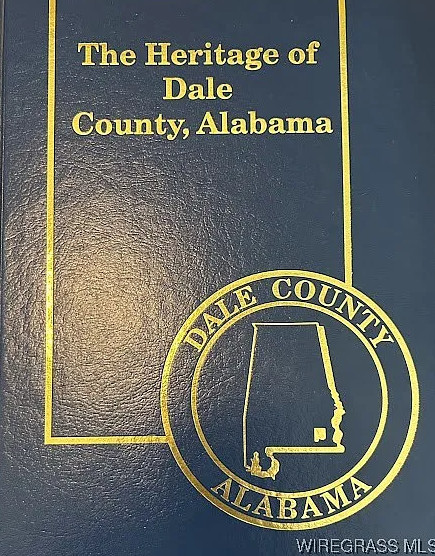 The Heritage of
Dale
County, Alabama
DALE COUNTY
ALABAMA
WIREGRASS MLS